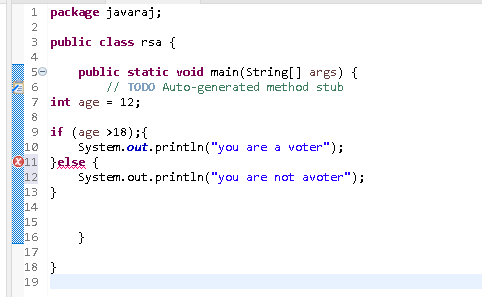 1 package javaraj;
2
3 public class rsa {
4
5 public static void main(String[] args) {
6 // TODO Auto-generated method stub
7 int age = 12;
8
9 if (age >18);{
10 System.out.println("you are a voter");
11 }else {
12 System.out.println("you are not avoter");
13 }
14
15
16 }
17
18 }
19